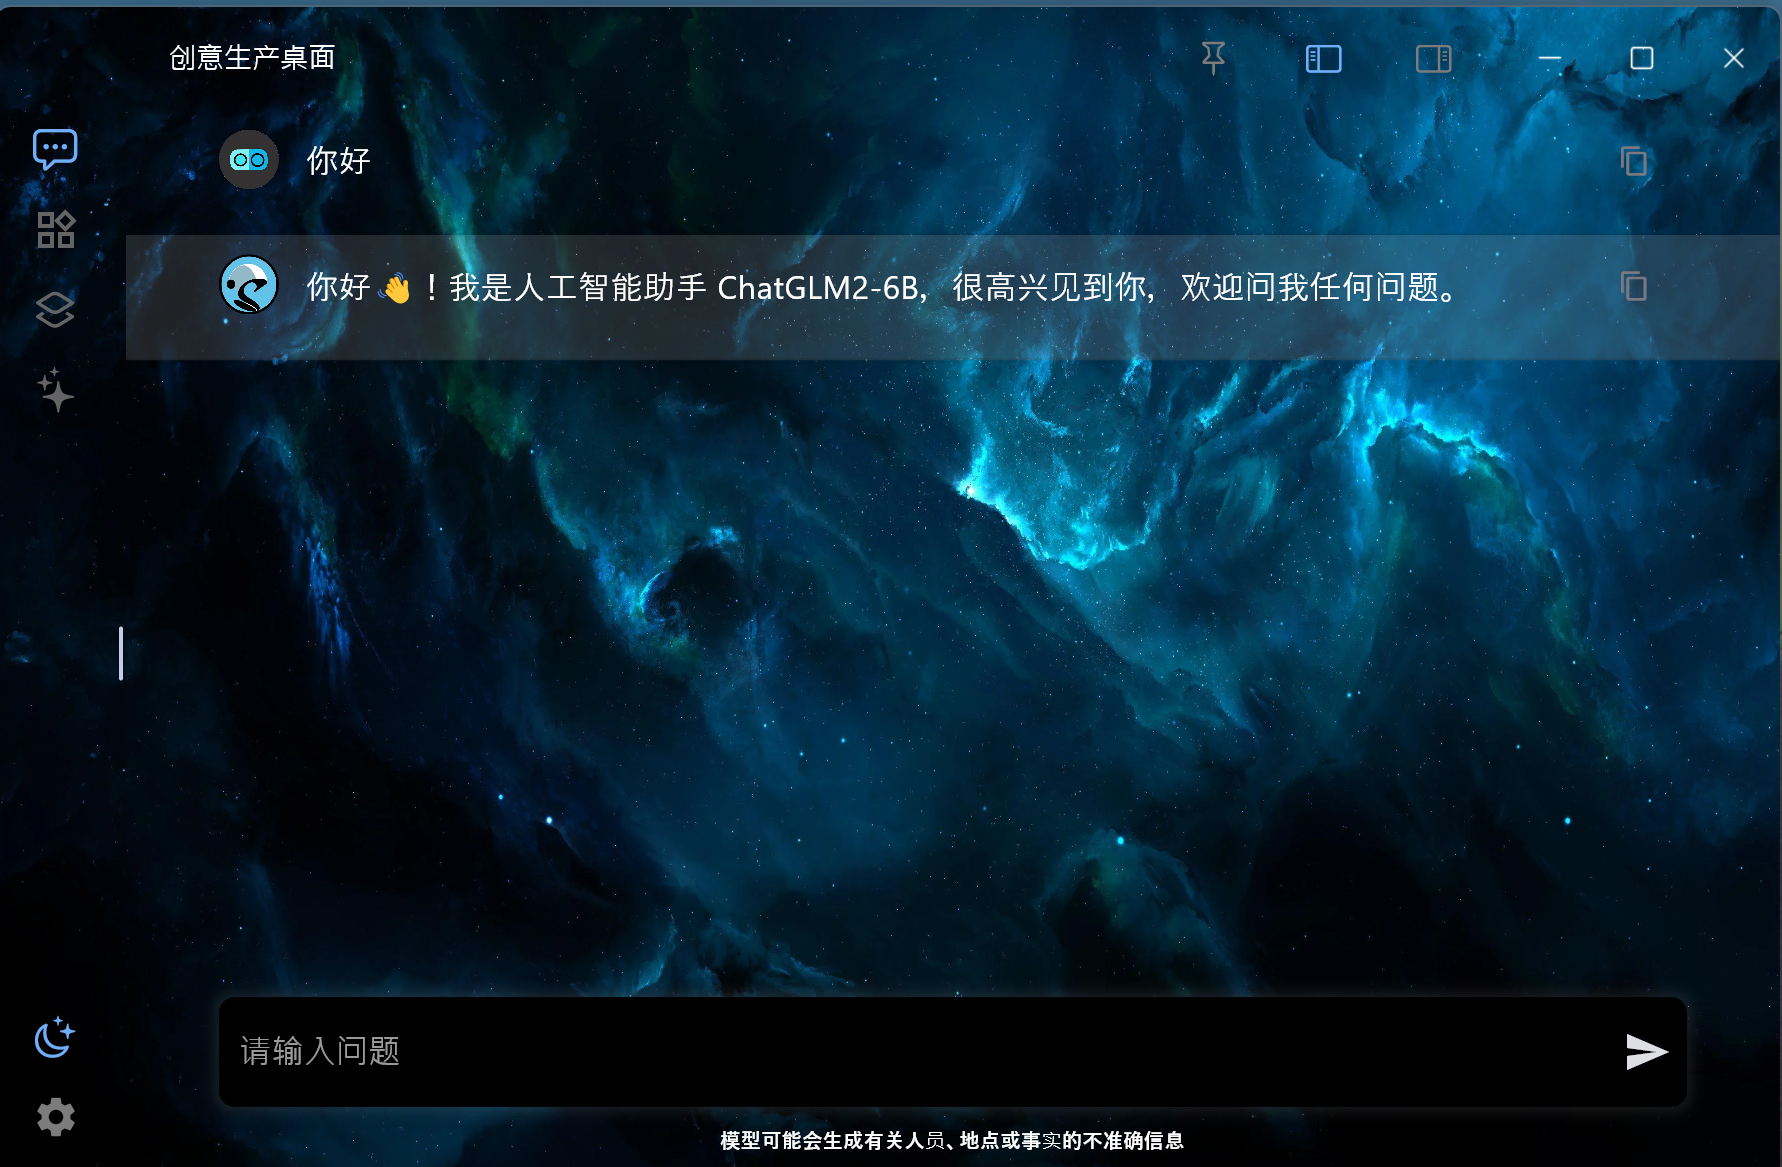 创意生产桌面
你好
你好👋！我是人工智能助手 ChatGLM2-6B，很高兴见到你，欢迎问我任何问题。
请输入问题
模型可能会生成有关人员、地点或事实的不准确信息